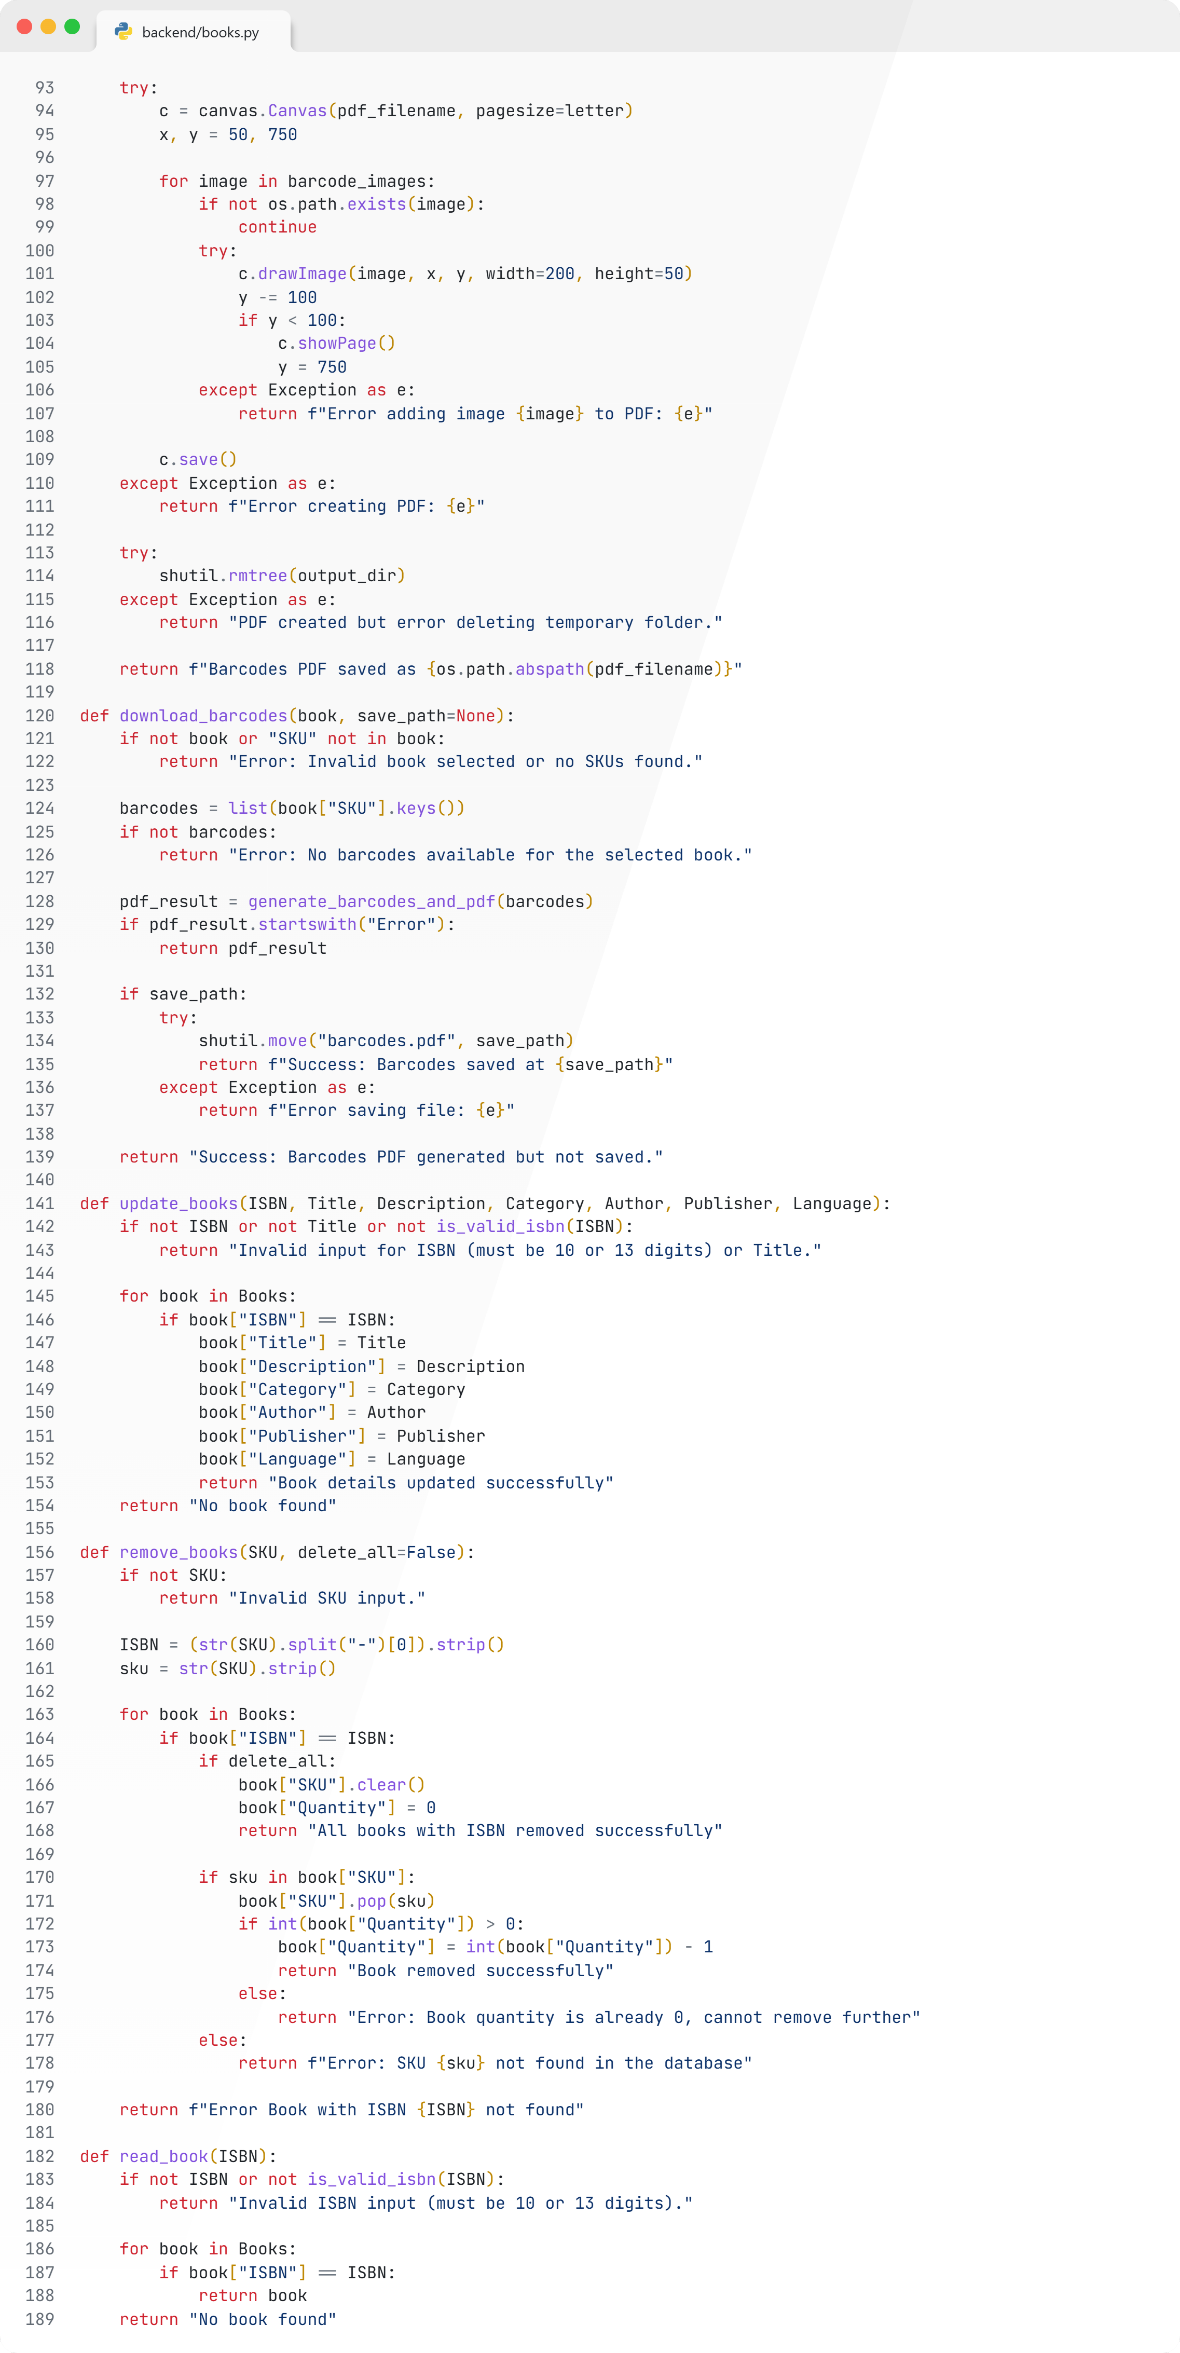 backend/books.py
93     try:
94         c = canvas.Canvas(pdf_filename, pagesize=letter)
95         x, y = 50, 750
96
97         for image in barcode_images:
98             if not os.path.exists(image):
99                 continue
100             try:
101                 c.drawImage(image, x, y, width=200, height=50)
102                 y -= 100
103                 if y < 100:
104                     c.showPage()
105                     y = 750
106             except Exception as e:
107                 return f"Error adding image {image} to PDF: {e}"
108
109         c.save()
110     except Exception as e:
111         return f"Error creating PDF: {e}"
112
113     try:
114         shutil.rmtree(output_dir)
115     except Exception as e:
116         return "PDF created but error deleting temporary folder."
117
118     return f"Barcodes PDF saved as {os.path.abspath(pdf_filename)}"
119
120 def download_barcodes(book, save_path=None):
121     if not book or "SKU" not in book:
122         return "Error: Invalid book selected or no SKUs found."
123
124     barcodes = list(book["SKU"].keys())
125     if not barcodes:
126         return "Error: No barcodes available for the selected book."
127
128     pdf_result = generate_barcodes_and_pdf(barcodes)
129     if pdf_result.startswith("Error"):
130         return pdf_result
131
132     if save_path:
133         try:
134             shutil.move("barcodes.pdf", save_path)
135             return f"Success: Barcodes saved at {save_path}"
136         except Exception as e:
137             return f"Error saving file: {e}"
138
139     return "Success: Barcodes PDF generated but not saved."
140
141 def update_books(ISBN, Title, Description, Category, Author, Publisher, Language):
142     if not ISBN or not Title or not is_valid_isbn(ISBN):
143         return "Invalid input for ISBN (must be 10 or 13 digits) or Title."
144
145     for book in Books:
146         if book["ISBN"] == ISBN:
147             book["Title"] = Title
148             book["Description"] = Description
149             book["Category"] = Category
150             book["Author"] = Author
151             book["Publisher"] = Publisher
152             book["Language"] = Language
153             return "Book details updated successfully"
154     return "No book found"
155
156 def remove_books(SKU, delete_all=False):
157     if not SKU:
158         return "Invalid SKU input."
159
160     ISBN = (str(SKU).split("-")[0]).strip()
161     sku = str(SKU).strip()
162
163     for book in Books:
164         if book["ISBN"] == ISBN:
165             if delete_all:
166                 book["SKU"].clear()
167                 book["Quantity"] = 0
168                 return "All books with ISBN removed successfully"
169
170             if sku in book["SKU"]:
171                 book["SKU"].pop(sku)
172                 if int(book["Quantity"]) > 0:
173                     book["Quantity"] = int(book["Quantity"]) - 1
174                     return "Book removed successfully"
175                 else:
176                     return "Error: Book quantity is already 0, cannot remove further"
177             else:
178                 return f"Error: SKU {sku} not found in the database"
179
180     return f"Error Book with ISBN {ISBN} not found"
181
182 def read_book(ISBN):
183     if not ISBN or not is_valid_isbn(ISBN):
184         return "Invalid ISBN input (must be 10 or 13 digits)."
185
186     for book in Books:
187         if book["ISBN"] == ISBN:
188             return book
189     return "No book found"